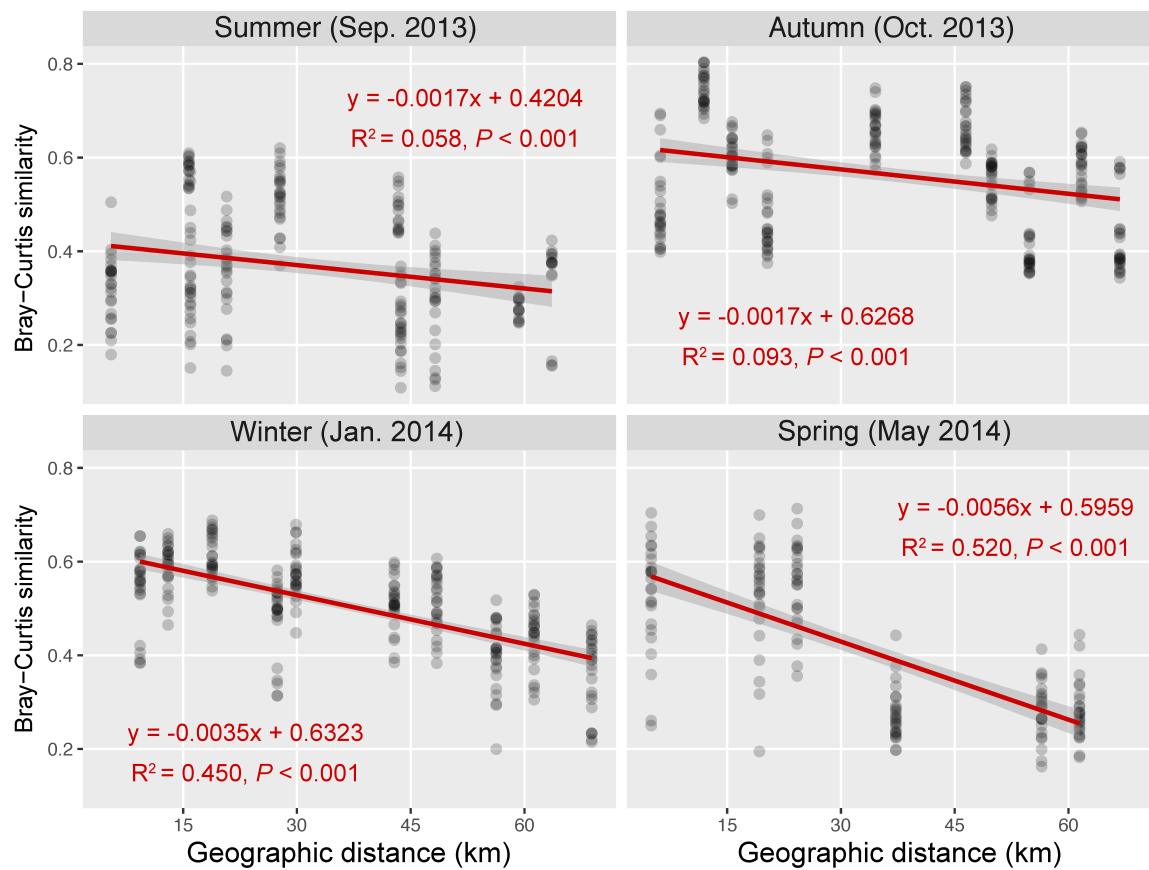 Summer (Sep. 2013)
Autumn (Oct. 2013)
Bray−Curtis similarity
0.8
0.6
0.4
0.2
y = -0.0017x + 0.4204
R² = 0.058, P < 0.001
y = -0.0017x + 0.6268
R² = 0.093, P < 0.001
Winter (Jan. 2014)
Spring (May 2014)
Bray−Curtis similarity
0.8
0.6
0.4
0.2
y = -0.0035x + 0.6323
R² = 0.450, P < 0.001
y = -0.0056x + 0.5959
R² = 0.520, P < 0.001
15 30 45 60
15 30 45 60
Geographic distance (km)
Geographic distance (km)